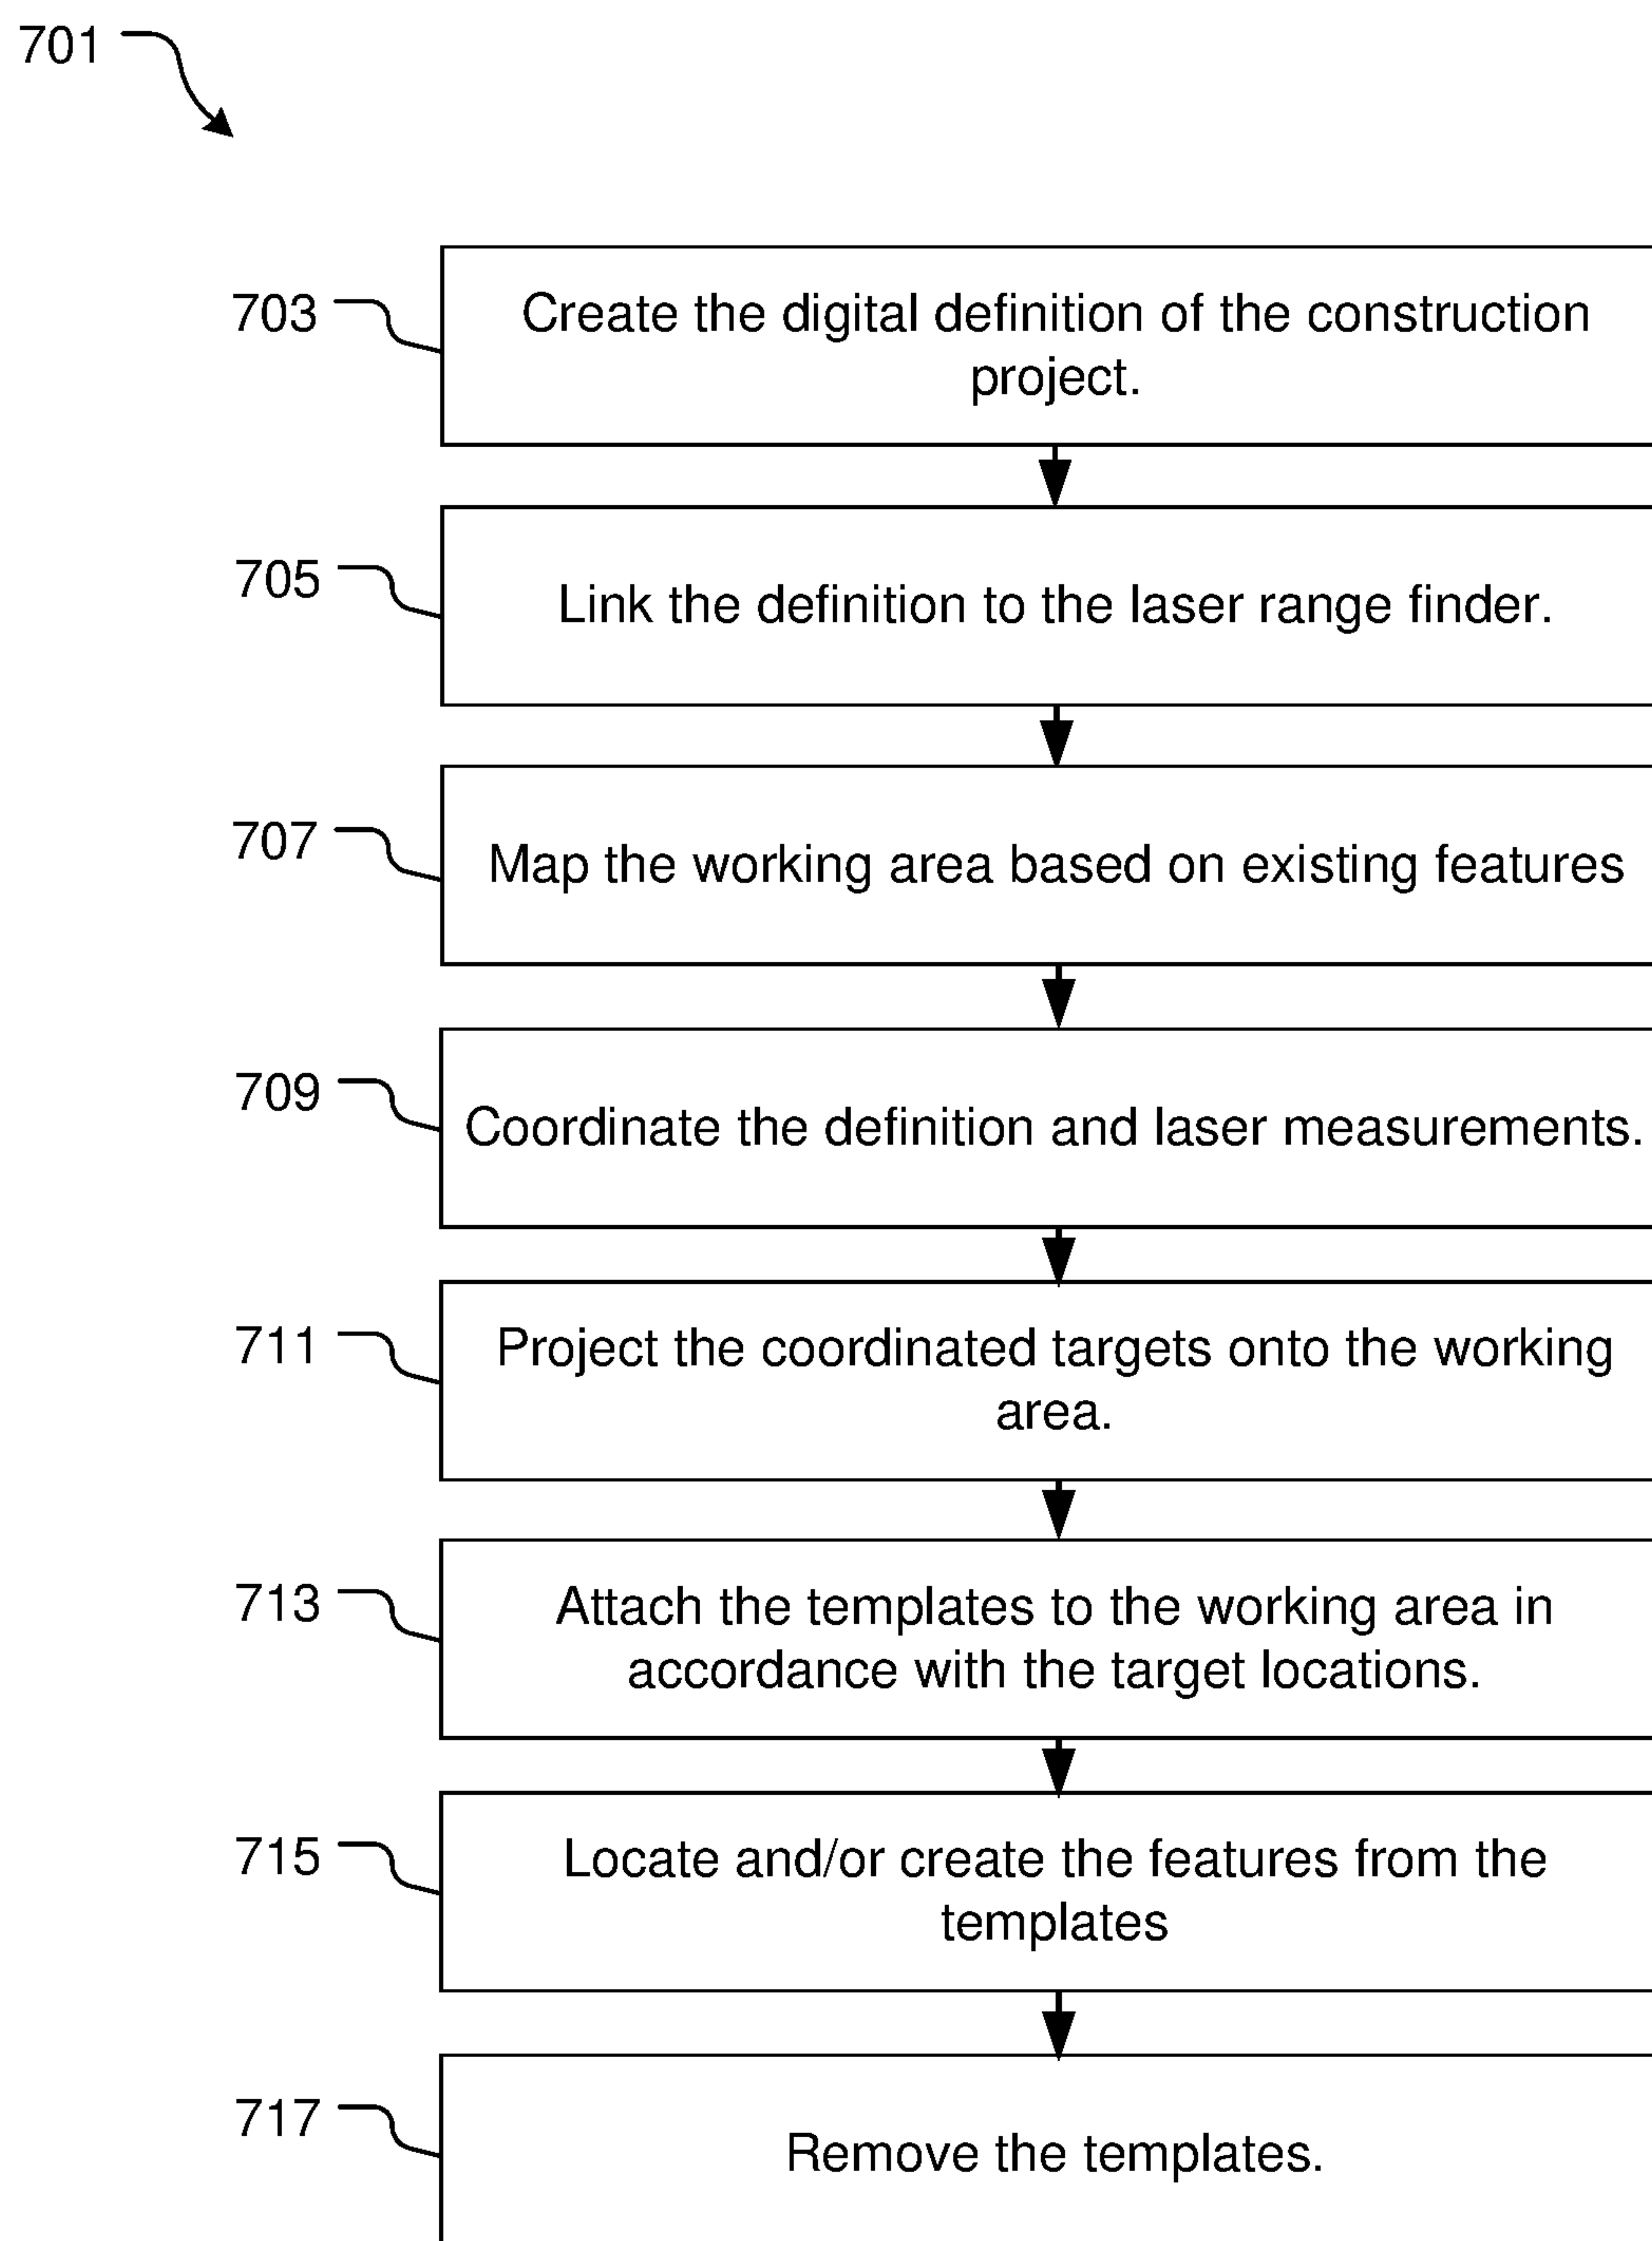 701
703
Create the digital definition of the construction
project.
705
Link the definition to the laser range finder.
707
Map the working area based on existing features
709
Coordinate the definition and laser measurements.
711
Project the coordinated targets onto the working
area.
713
Attach the templates to the working area in
accordance with the target locations.
715
Locate and/or create the features from the
templates
717
Remove the templates.